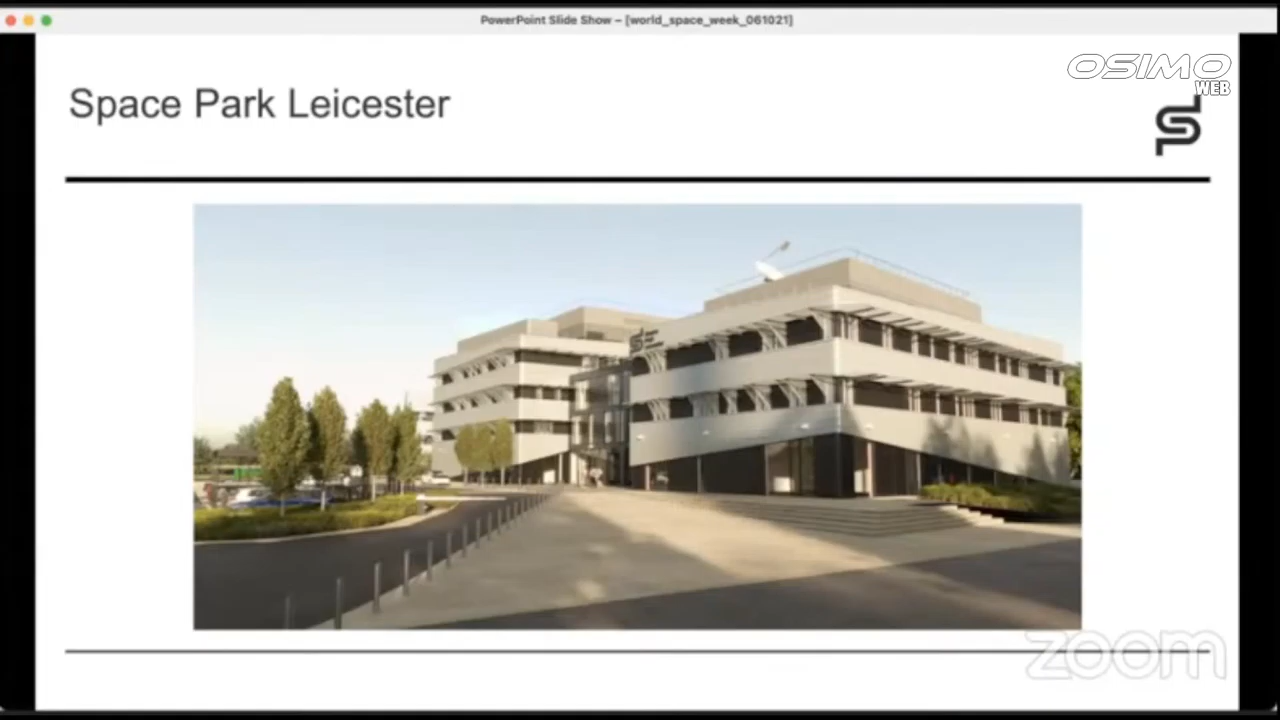 PowerPoint Slide Show – [world_space_week_061021]
OSIMO
WEB
Space Park Leicester
zoom